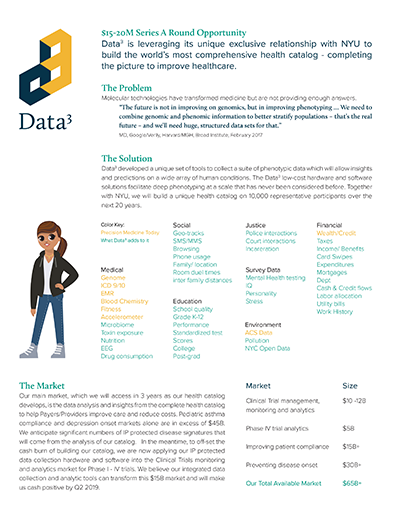 $15-20M Series A Round Opportunity
Data³ is leveraging its unique exclusive relationship with NYU to
build the world's most comprehensive health catalog - completing
the picture to improve healthcare.
Data³
The Problem
Molecular technologies have transformed medicine but are not providing enough answers.
"The future is not in improving on genomics, but in improving phenotyping ... We need to
combine genomic and phenomic information to better stratify populations – that's the real
future – and we'll need huge, structured data sets for that."
MD, Google/Verily, Harvard/MGH, Broad Institute, February 2017
The Solution
Data³ developed a unique set of tools to collect a suite of phenotypic data which will allow insights
and predictions on a wide array of human conditions. The Data³ low-cost hardware and software
solutions facilitate deep phenotyping at a scale that has never been considered before. Together
with NYU, we will build a unique health catalog on 10,000 representative participants over the
next 20 years.
Color Key:
Precision Medicine Today
What Data³ adds to it
Medical
Genome
ICD 9/10
EMR
Blood Chemistry
Fitness
Accelerometer
Microbiome
Toxin exposure
Nutrition
EEG
Drug consumption
Social
Geo-tracks
SMS/MMS
Browsing
Phone usage
Family/ location
Room duel times
Inter family distances
Education
School quality
Grade K-12
Performance
Standardized test
Scores
College
Post-grad
Justice
Police interactions
Court interactions
Incarceration
Survey Data
Mental Health testing
IQ
Personality
Stress
Environment
ACS Data
Pollution
NYC Open Data
Financial
Wealth/Credit
Taxes
Income/ Benefits
Card Swipes
Expenditures
Mortgages
Dept
Cash & Credit flows
Labor allocation
Utility bills
Work History
The Market
Our main market, which we will access in 3 years as our health catalog
develops, is the data analysis and insights from the complete health catalog
to help Payers/Providers improve care and reduce costs. Pediatric asthma
compliance and depression onset markets alone are in excess of $45B.
We anticipate significant numbers of IP protected disease signatures that
will come from the analysis of our catalog. In the meantime, to off-set the
cash burn of building our catalog, we are now applying our IP protected
data collection hardware and software into the Clinical Trials monitoring
and analytics market for Phase I - IV trials. We believe our integrated data
collection and analytic tools can transform this $15B market and will make
us cash positive by Q2 2019.
Market Size
Clinical Trial management, $10 -12B
monitoring and analytics
Phase IV trial analytics $5B
Improving patient compliance $15B+
Preventing disease onset $30B+
Our Total Available Market $65B+